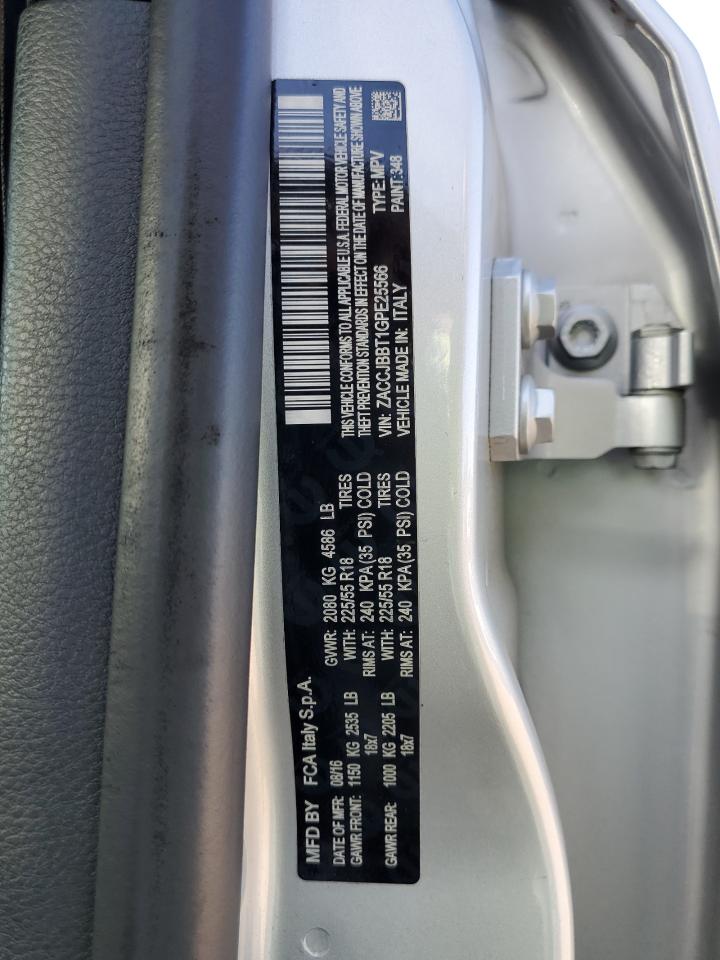 MFD BY FCA Italy S.p.A.
DATE OF MFR: 08/16 GVWR: 2080 KG 4586 LB
GAWR FRONT: 1150 KG 2535 LB WITH: 225/55 R18 TIRES
18x7 RIMS AT: 240 KPA (35 PSI) COLD
GAWR REAR: 1000 KG 2205 LB WITH: 225/55 R18 TIRES
18x7 RIMS AT: 240 KPA (35 PSI) COLD
THIS VEHICLE CONFORMS TO ALL APPLICABLE U.S.A. FEDERAL MOTOR VEHICLE SAFETY AND
THEFT PREVENTION STANDARDS IN EFFECT ON THE DATE OF MANUFACTURE SHOWN ABOVE
VIN: ZACCJBBT1GPE25566 TYPE: MPV
VEHICLE MADE IN: ITALY PAINT:348